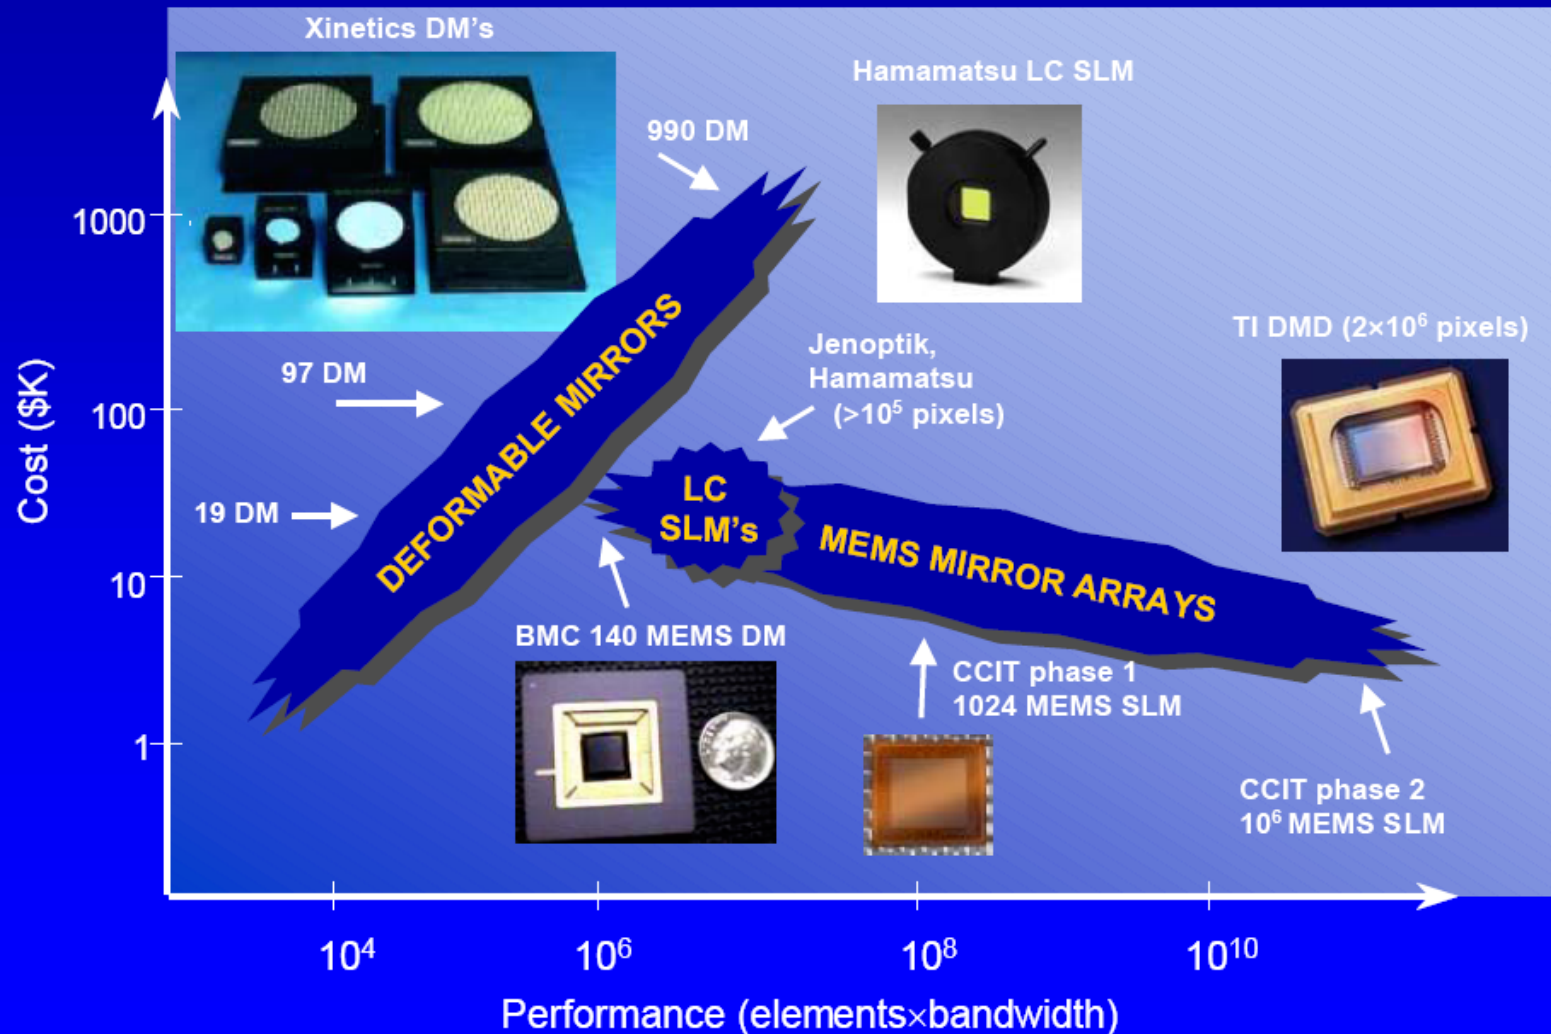 Xinetics DM's
Hamamatsu LC SLM
990 DM
1000
TI DMD (2×10⁶ pixels)
Jenoptik,
Hamamatsu
(>10⁵ pixels)
97 DM
DEFORMABLE MIRRORS
100
Cost ($K)
LC
SLM's
19 DM
MEMS MIRROR ARRAYS
10
BMC 140 MEMS DM
CCIT phase 1
1024 MEMS SLM
1
CCIT phase 2
10⁶ MEMS SLM
10⁴ 10⁶ 10⁸ 10¹⁰
Performance (elements×bandwidth)